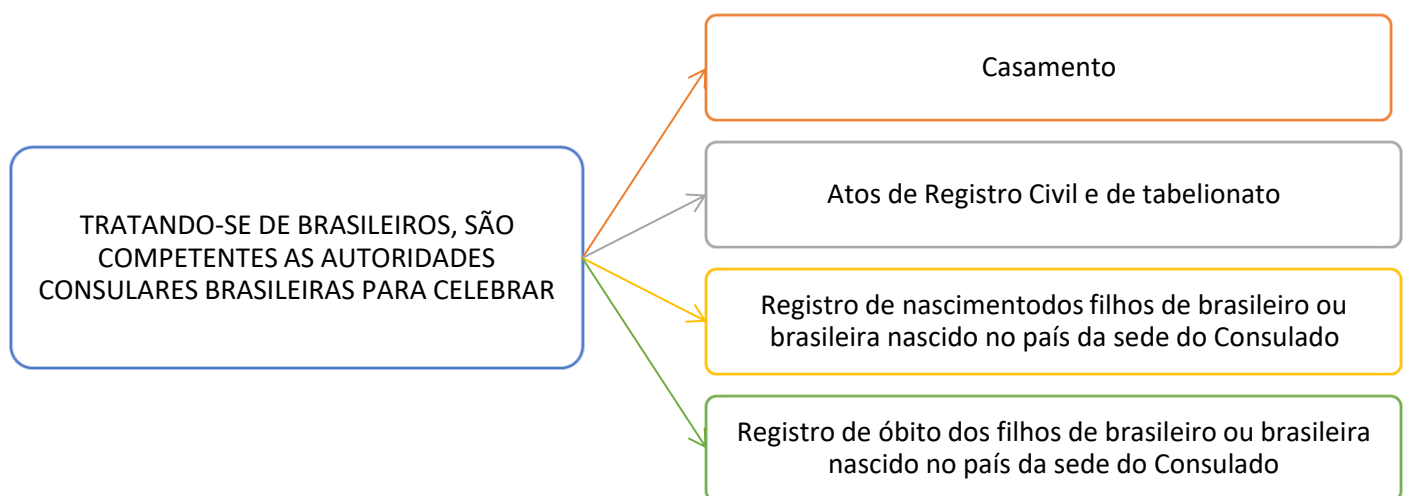 TRATANDO-SE DE BRASILEIROS, SÃO
COMPETENTES AS AUTORIDADES
CONSULARES BRASILEIRAS PARA CELEBRAR
Casamento
Atos de Registro Civil e de tabelionato
Registro de nascimentodos filhos de brasileiro ou
brasileira nascido no país da sede do Consulado
Registro de óbito dos filhos de brasileiro ou brasileira
nascido no país da sede do Consulado